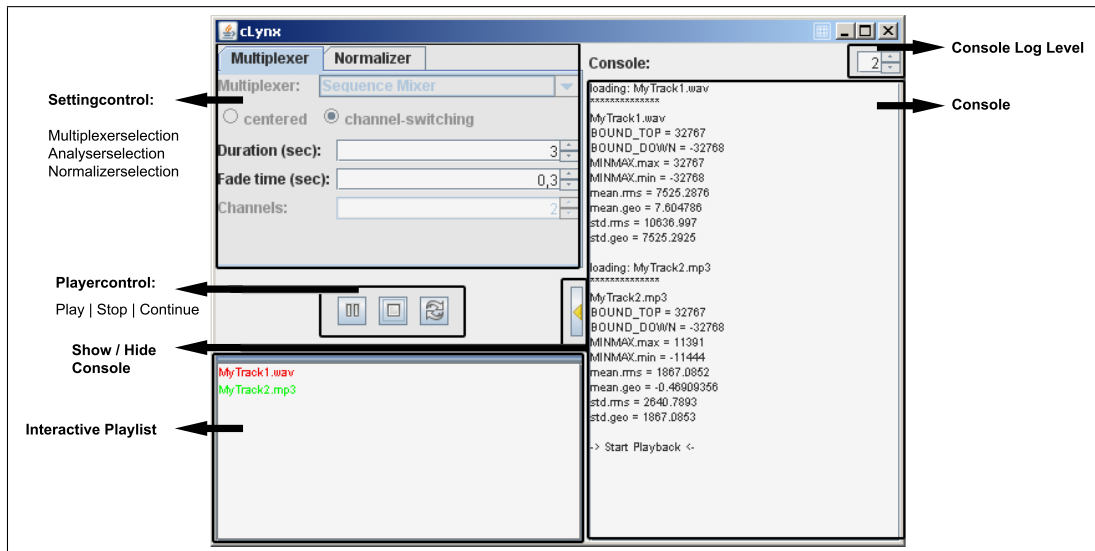 cLynx
Multiplexer
Normalizer
Multiplexer:
Sequence Mixer
centered
channel-switching
Duration (sec):
3
Fade time (sec):
0,3
Channels:
2
MyTrack1.wav
MyTrack2.mp3
Console:
2
loading: MyTrack1.wav
**************
MyTrack1.wav
BOUND_TOP = 32767
BOUND_DOWN = -32768
MINMAX.max = 32767
MINMAX.min = -32768
mean.rms = 7525.2876
mean.geo = 7.604786
std.rms = 10636.997
std.geo = 7525.2925
loading: MyTrack2.mp3
**************
MyTrack2.mp3
BOUND_TOP = 32767
BOUND_DOWN = -32768
MINMAX.max = 11391
MINMAX.min = -11444
mean.rms = 1867.0852
mean.geo = -0.46909356
std.rms = 2640.7893
std.geo = 1867.0853
-> Start Playback <-
Settingcontrol:
Multiplexerselection
Analyserselection
Normalizerselection
Playercontrol:
Play | Stop | Continue
Show / Hide
Console
Interactive Playlist
Console Log Level
Console